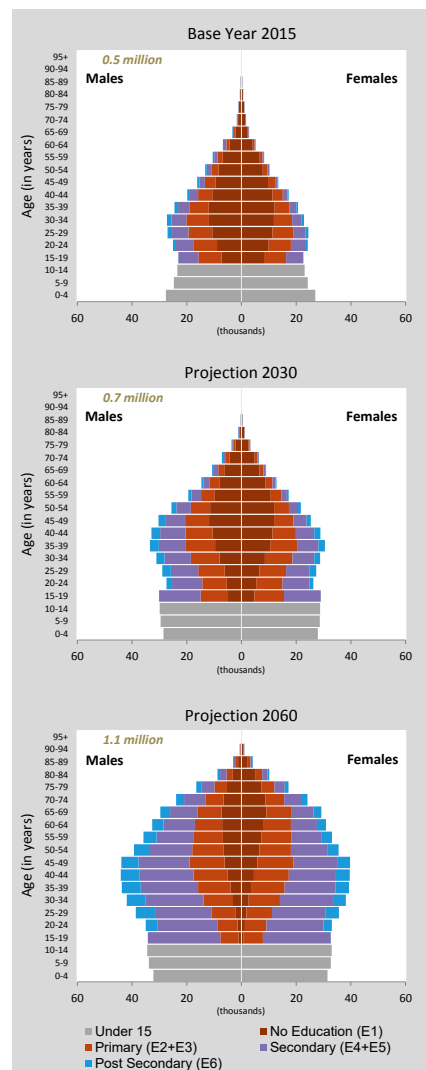 Base Year 2015
0.5 million
Males
Females
Age (in years)
95+
90-94
85-89
80-84
75-79
70-74
65-69
60-64
55-59
50-54
45-49
40-44
35-39
30-34
25-29
20-24
15-19
10-14
5-9
0-4
60 40 20 0 20 40 60
(thousands)
Projection 2030
0.7 million
Males
Females
Age (in years)
95+
90-94
85-89
80-84
75-79
70-74
65-69
60-64
55-59
50-54
45-49
40-44
35-39
30-34
25-29
20-24
15-19
10-14
5-9
0-4
60 40 20 0 20 40 60
(thousands)
Projection 2060
1.1 million
Males
Females
Age (in years)
95+
90-94
85-89
80-84
75-79
70-74
65-69
60-64
55-59
50-54
45-49
40-44
35-39
30-34
25-29
20-24
15-19
10-14
5-9
0-4
60 40 20 0 20 40 60
(thousands)
Under 15 No Education (E1)
Primary (E2+E3) Secondary (E4+E5)
Post Secondary (E6)